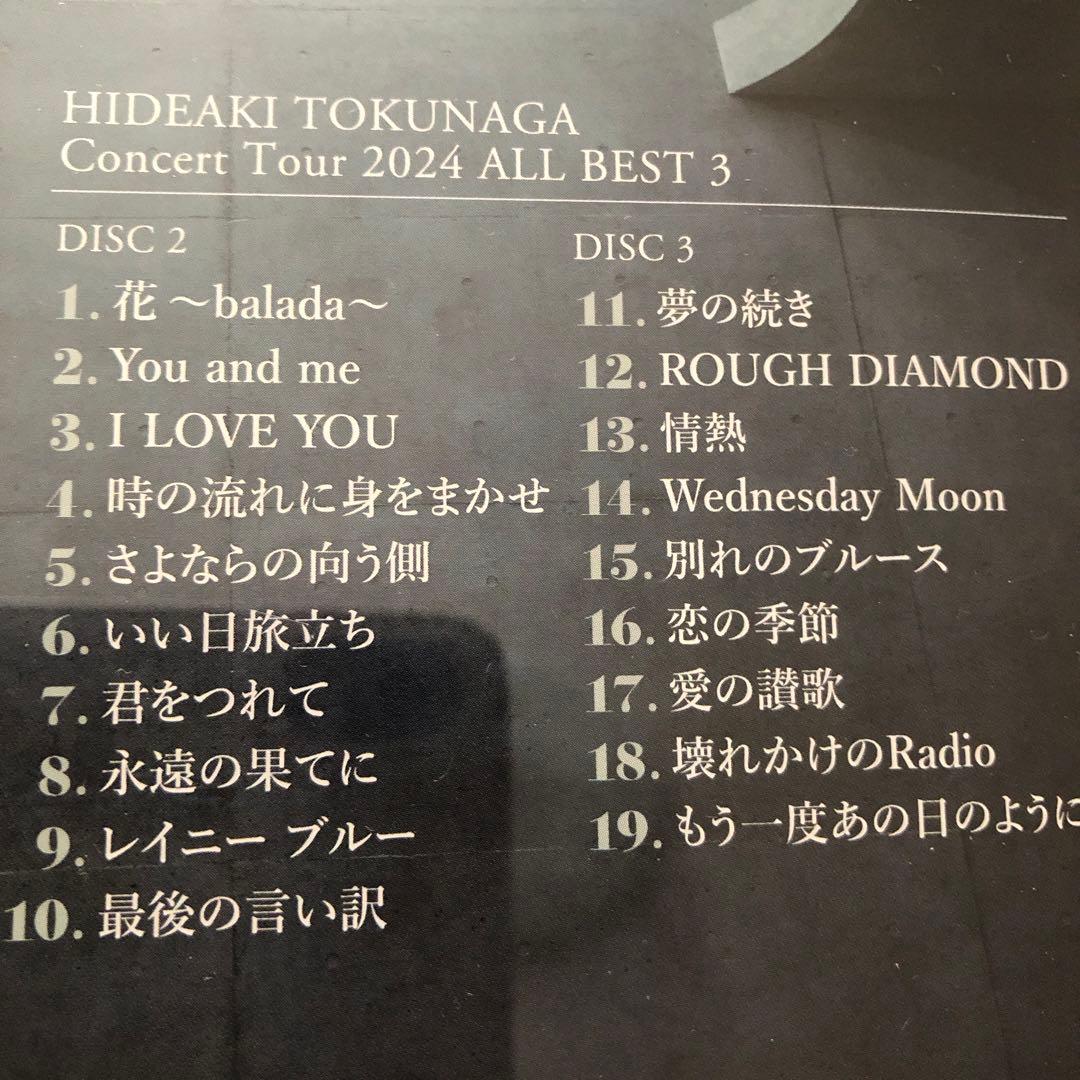 HIDEAKI TOKUNAGA
Concert Tour 2024 ALL BEST 3
DISC 2
1. 花 ～balada～
2. You and me
3. I LOVE YOU
4. 時の流れに身をまかせ
5. さよならの向う側
6. いい日旅立ち
7. 君をつれて
8. 永遠の果てに
9. レイニー ブルー
10. 最後の言い訳
DISC 3
11. 夢の続き
12. ROUGH DIAMOND
13. 情熱
14. Wednesday Moon
15. 別れのブルース
16. 恋の季節
17. 愛の讃歌
18. 壊れかけのRadio
19. もう一度あの日のように